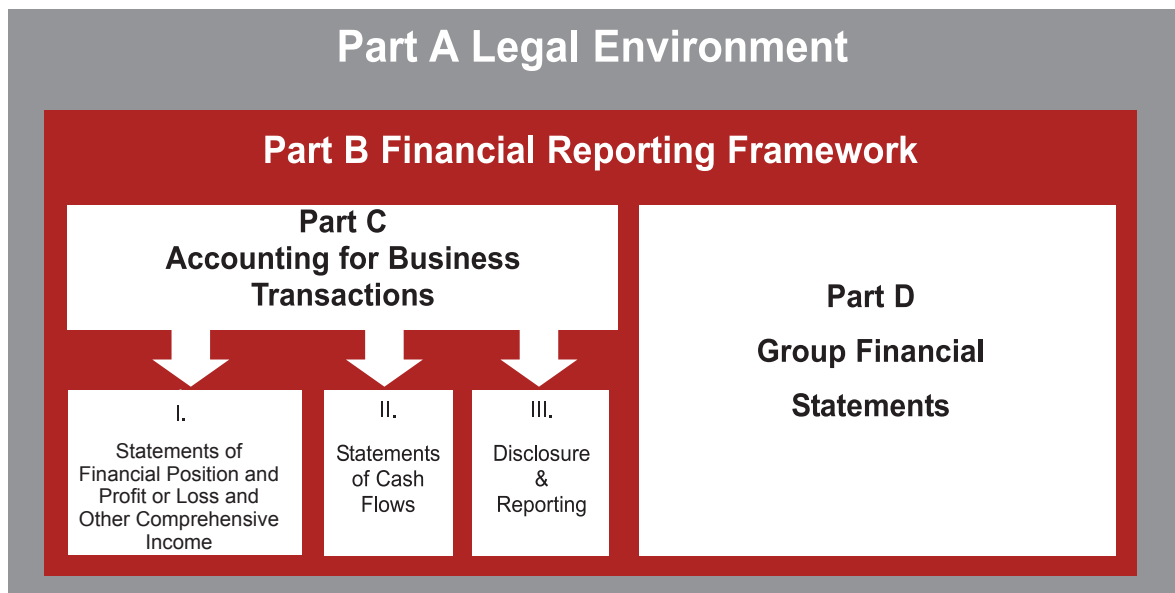 Part A Legal Environment
Part B Financial Reporting Framework
Part C
Accounting for Business
Transactions
I.
Statements of
Financial Position and
Profit or Loss and
Other Comprehensive
Income
II.
Statements
of Cash
Flows
III.
Disclosure
&
Reporting
Part D
Group Financial
Statements